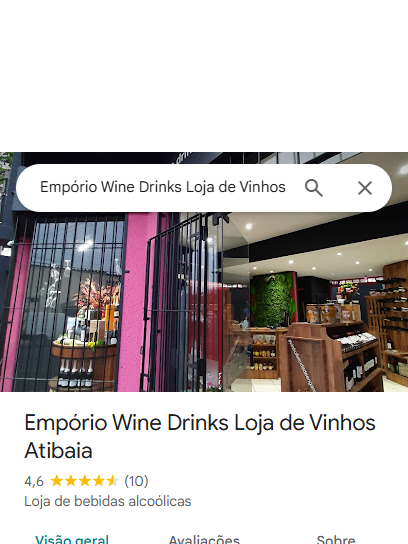 Empório Wine Drinks Loja de Vinhos
Empório Wine Drinks Loja de Vinhos
Atibaia
4,6 (10)
Loja de bebidas alcoólicas
Visão geral Avaliações Sobre